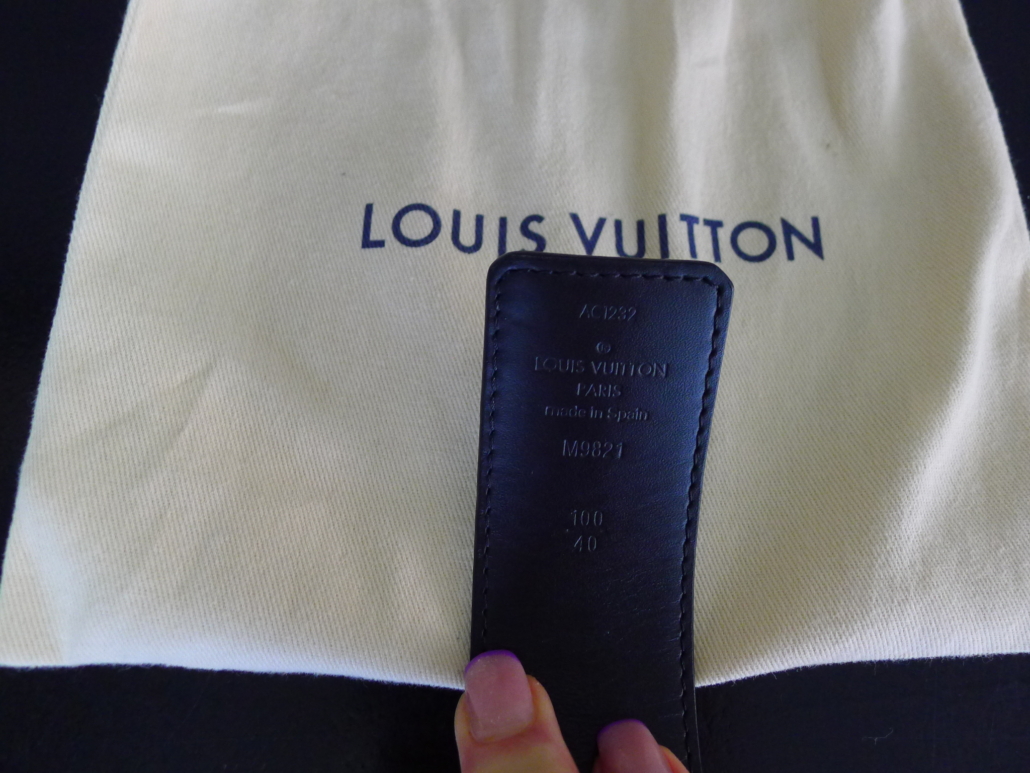 LOUIS VUITTON
AC1232
®
LOUIS VUITTON
PARIS
made in Spain
M9821
100
40